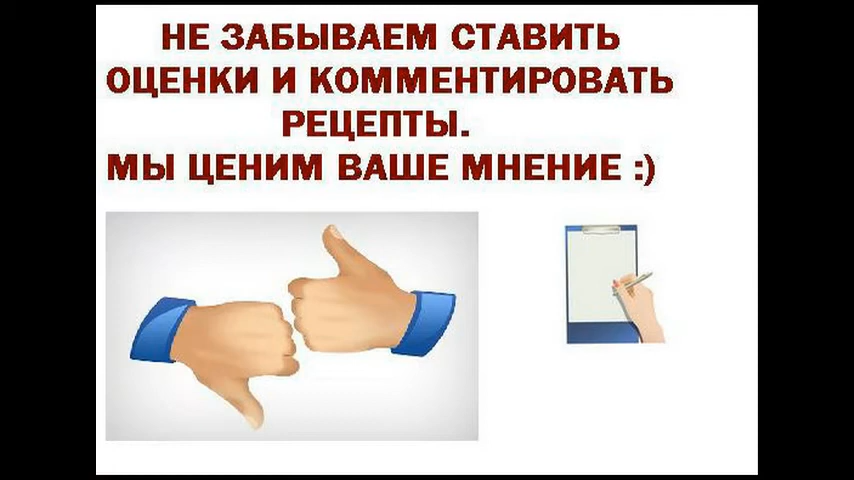 НЕ ЗАБЫВАЕМ СТАВИТЬ
ОЦЕНКИ И КОММЕНТИРОВАТЬ
РЕЦЕПТЫ.
МЫ ЦЕНИМ ВАШЕ МНЕНИЕ :)